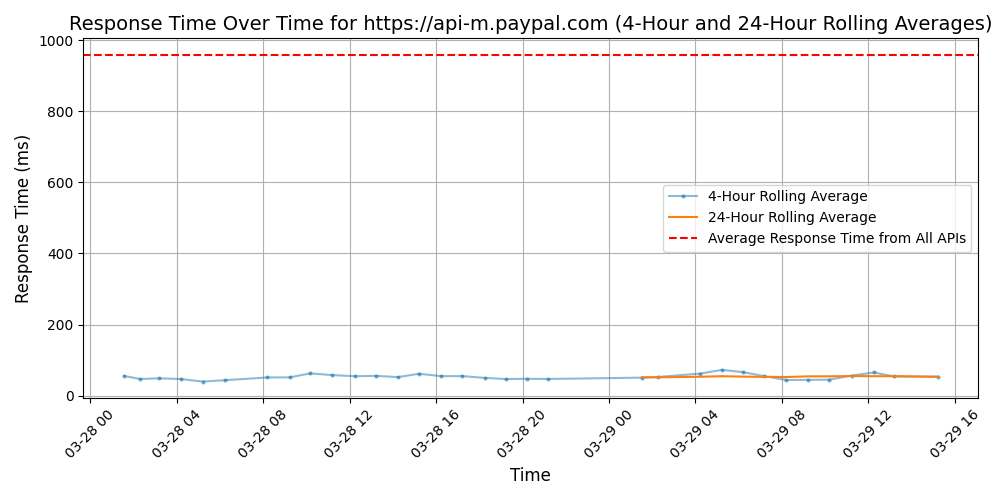 Response Time Over Time for https://api-m.paypal.com (4-Hour and 24-Hour Rolling Averages)
Response Time (ms)
1000
800
600
400
200
0
4-Hour Rolling Average
24-Hour Rolling Average
Average Response Time from All APIs
03-28 00
03-28 04
03-28 08
03-28 12
03-28 16
03-28 20
03-29 00
03-29 04
03-29 08
03-29 12
03-29 16
Time